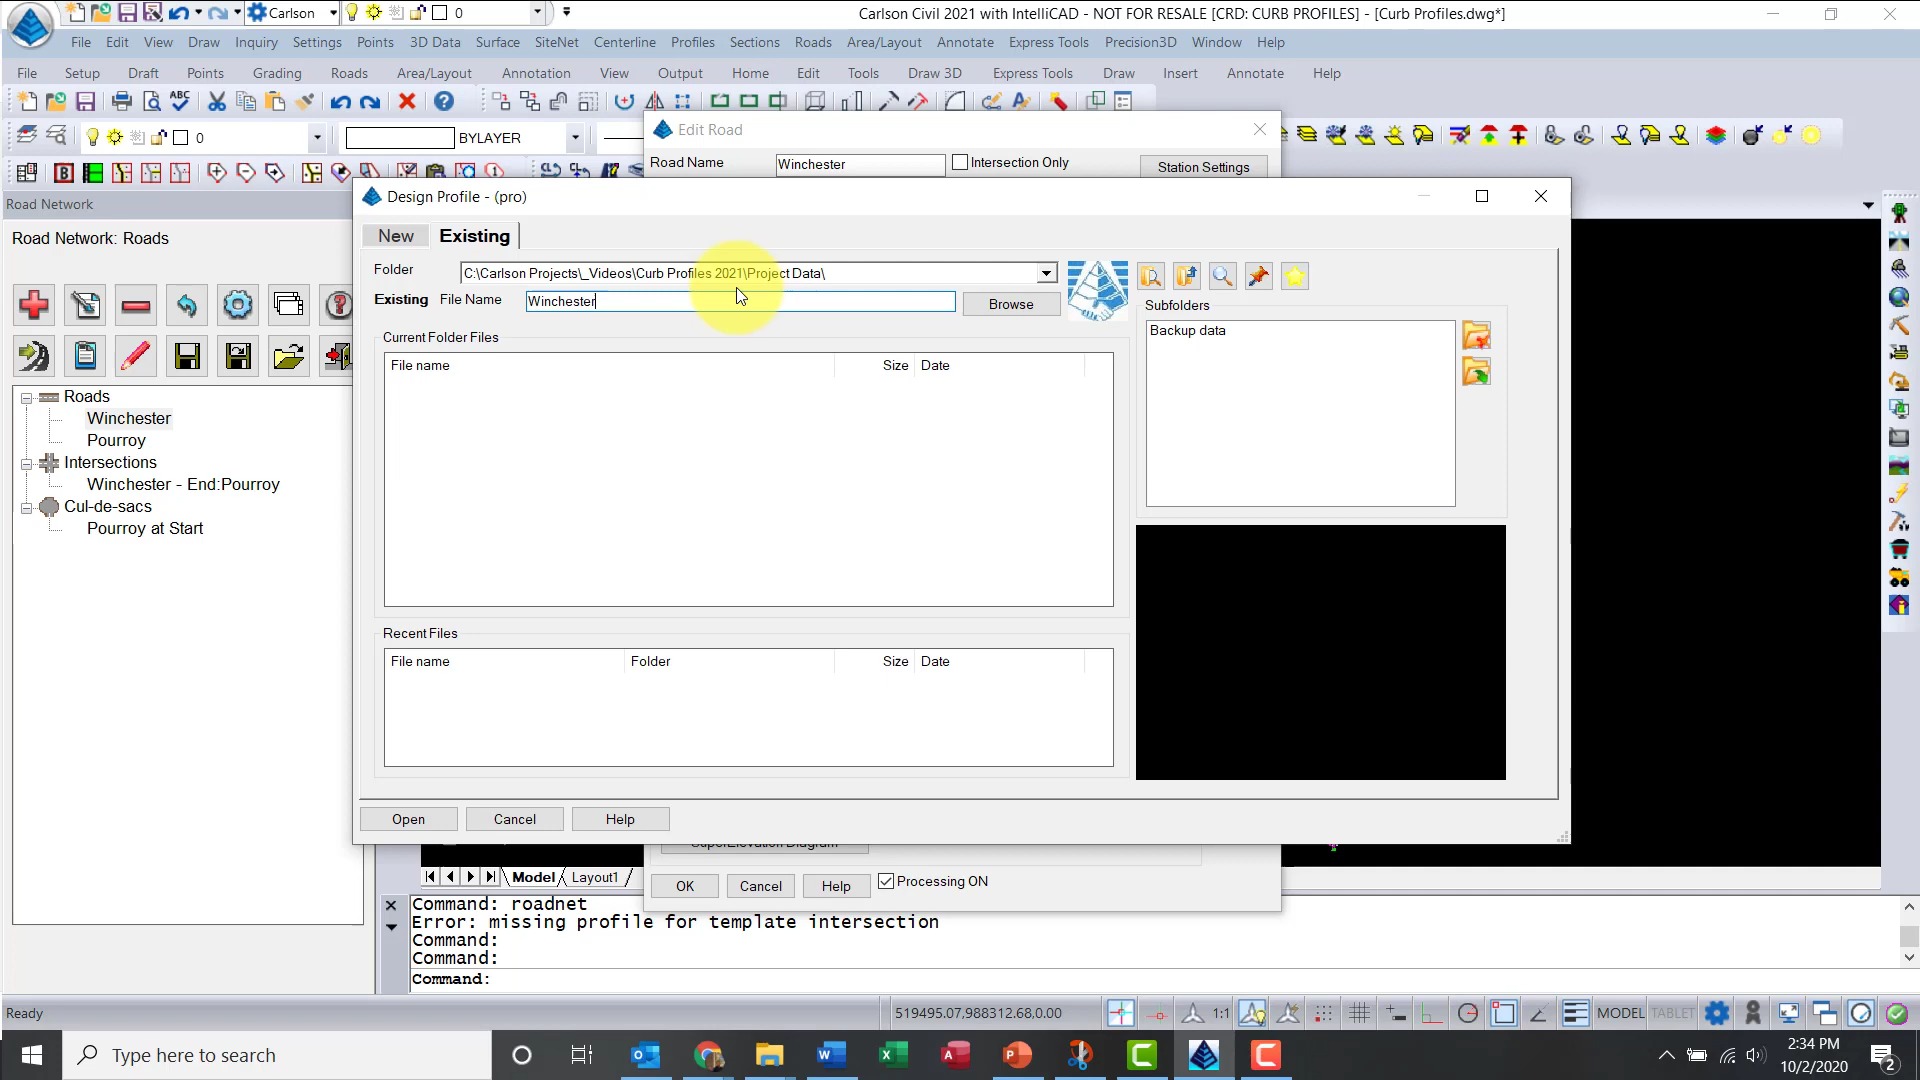 Carlson
0
Carlson Civil 2021 with IntelliCAD - NOT FOR RESALE [CRD: CURB PROFILES] - [Curb Profiles.dwg*]
File Edit View Draw Inquiry Settings Points 3D Data Surface SiteNet Centerline Profiles Sections Roads Area/Layout Annotate Express Tools Precision3D Window Help
File Setup Draft Points Grading Roads Area/Layout Annotation View Output Home Edit Tools Draw 3D Express Tools Draw Insert Annotate Help
0
BYLAYER
Edit Road
Road Name
Winchester
Intersection Only
Station Settings
Road Network
Road Network: Roads
Roads
Winchester
Pourroy
Intersections
Winchester - End:Pourroy
Cul-de-sacs
Pourroy at Start
Design Profile - (pro)
New Existing
Folder
C:\Carlson Projects\_Videos\Curb Profiles 2021\Project Data\
Existing File Name
Winchester
Browse
Current Folder Files
File name Size Date
Recent Files
File name Folder Size Date
Subfolders
Backup data
Open Cancel Help
SuperElevation Diagram
OK Cancel Help Processing ON
Model Layout1
Command: roadnet
Error: missing profile for template intersection
Command:
Command:
Command:
Ready
519495.07,988312.68,0.00
1:1
MODEL TABLET
Type here to search
2:34 PM
10/2/2020
2